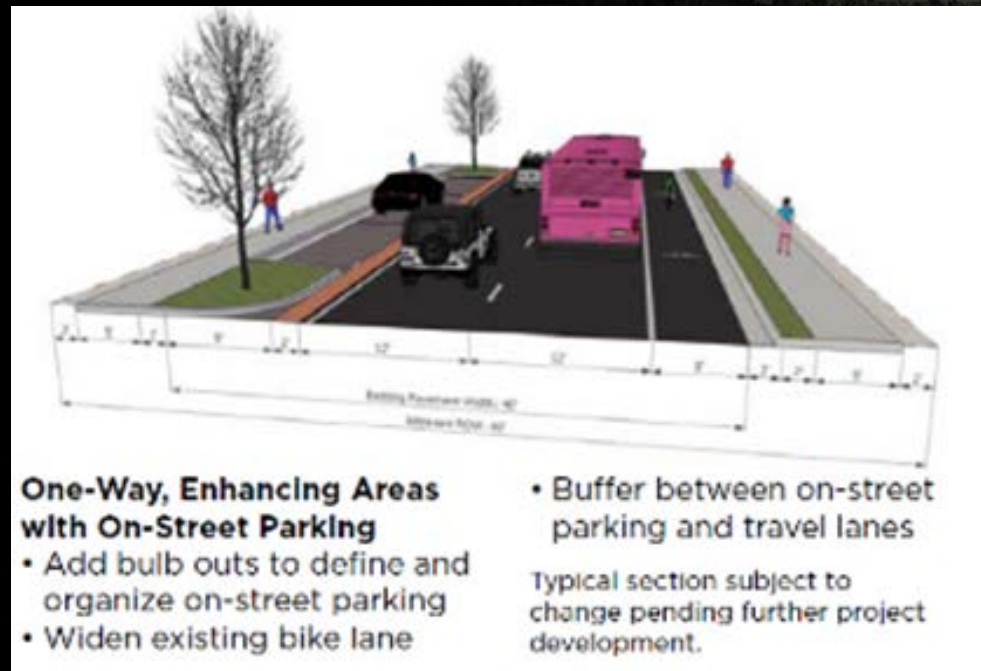 12'
12'
One-Way, Enhancing Areas
with On-Street Parking
• Add bulb outs to define and
organize on-street parking
• Widen existing bike lane
• Buffer between on-street
parking and travel lanes
Typical section subject to
change pending further project
development.